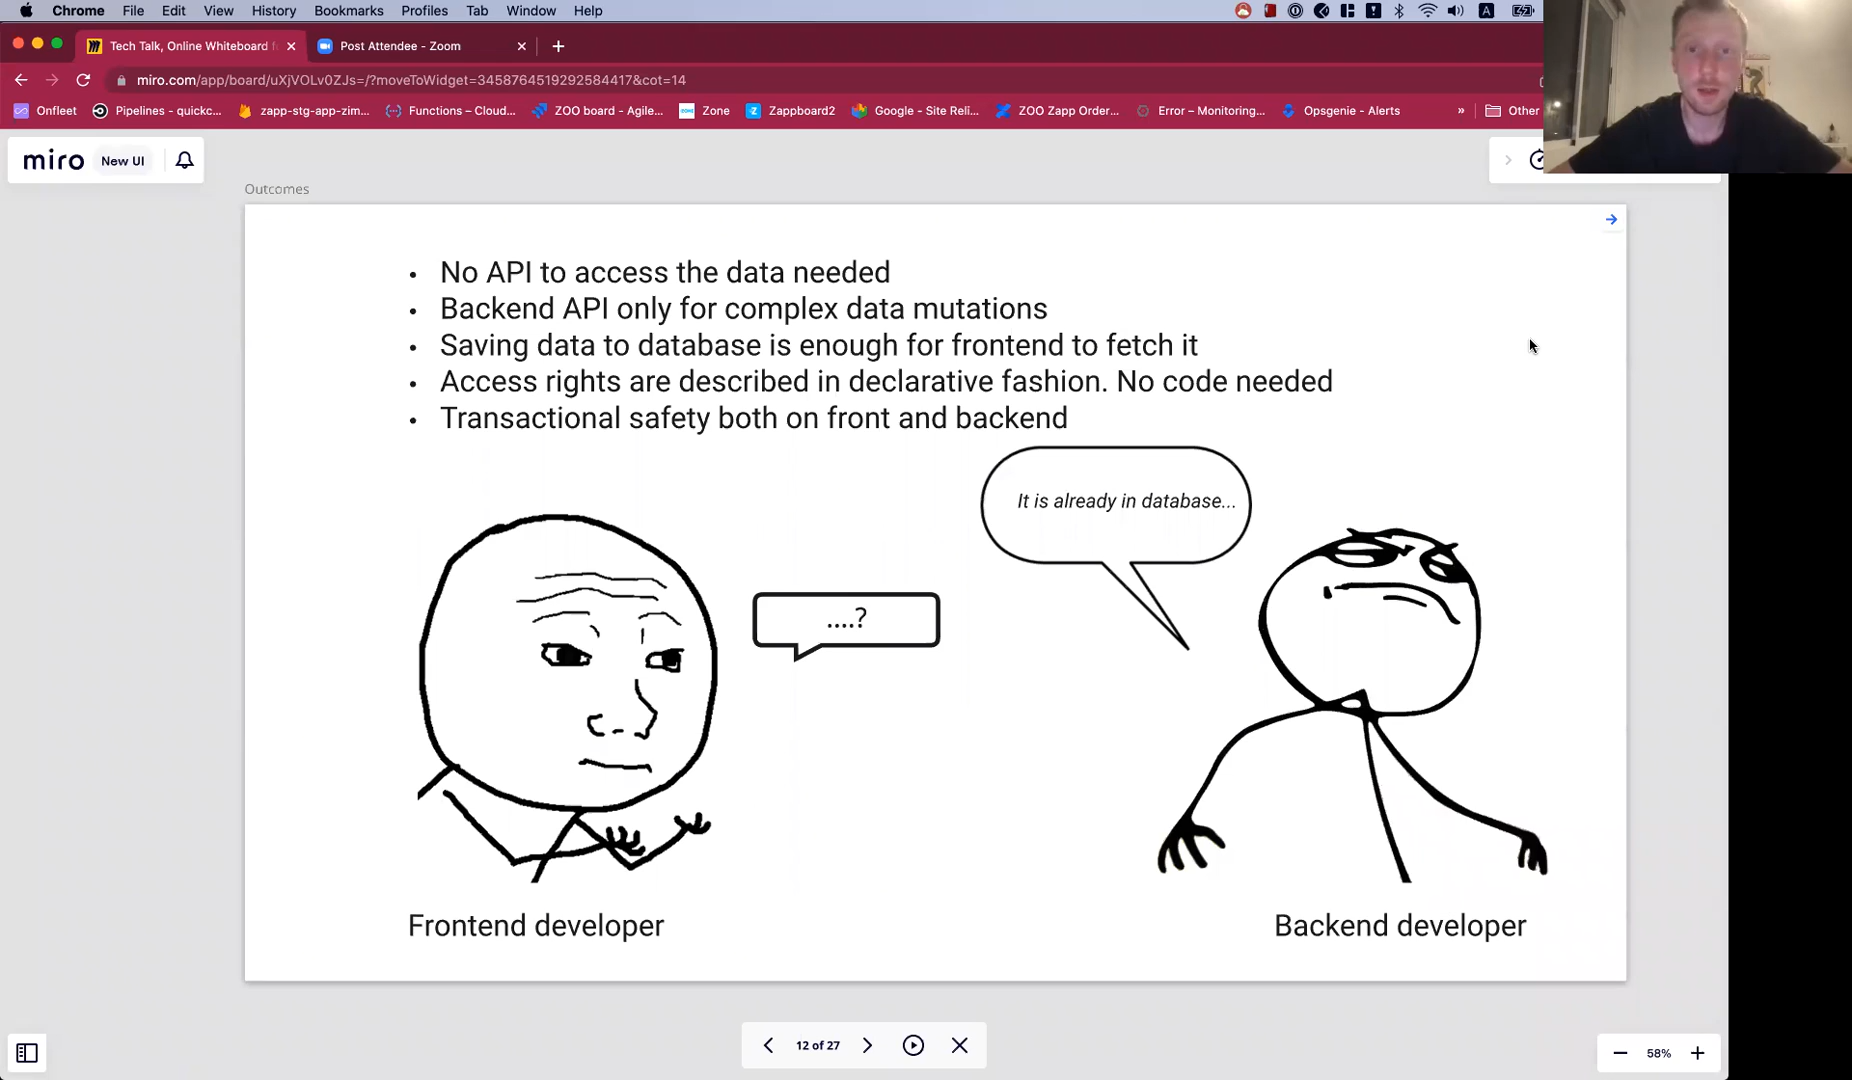 Chrome File Edit View History Bookmarks Profiles Tab Window Help
Tech Talk, Online Whiteboard f
Post Attendee - Zoom
miro.com/app/board/uXjVOLv0ZJs=/?moveToWidget=3458764519292584417&cot=14
Onfleet Pipelines - quickc... zapp-stg-app-zim... Functions – Cloud... ZOO board - Agile... Zone Zappboard2 Google - Site Reli... ZOO Zapp Order... Error – Monitoring... Opsgenie - Alerts » Other
miro New UI
Outcomes
• No API to access the data needed
• Backend API only for complex data mutations
• Saving data to database is enough for frontend to fetch it
• Access rights are described in declarative fashion. No code needed
• Transactional safety both on front and backend
It is already in database...
....?
Frontend developer
Backend developer
12 of 27
58%